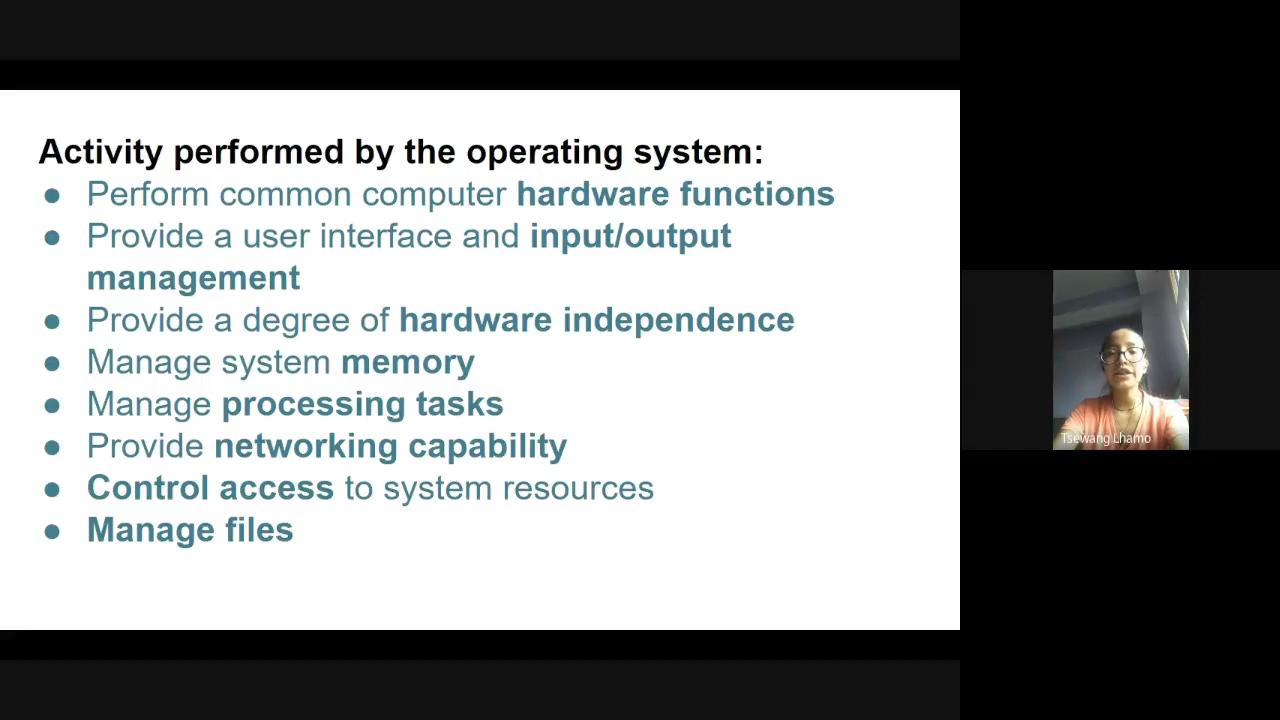 Activity performed by the operating system:
● Perform common computer hardware functions
● Provide a user interface and input/output
management
● Provide a degree of hardware independence
● Manage system memory
● Manage processing tasks
● Provide networking capability
● Control access to system resources
● Manage files
Tsewang Lhamo